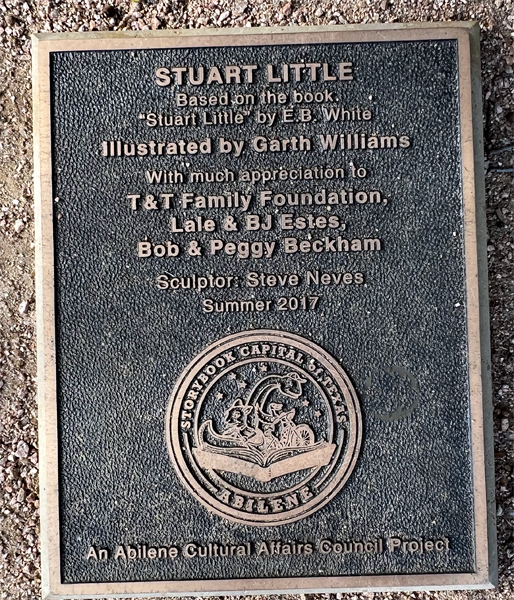 STUART LITTLE
Based on the book,
"Stuart Little" by E.B. White
Illustrated by Garth Williams
With much appreciation to
T&T Family Foundation,
Lale & BJ Estes,
Bob & Peggy Beckham
Sculptor: Steve Neves
Summer 2017
STORYBOOK CAPITAL OF TEXAS
ABILENE
An Abilene Cultural Affairs Council Project